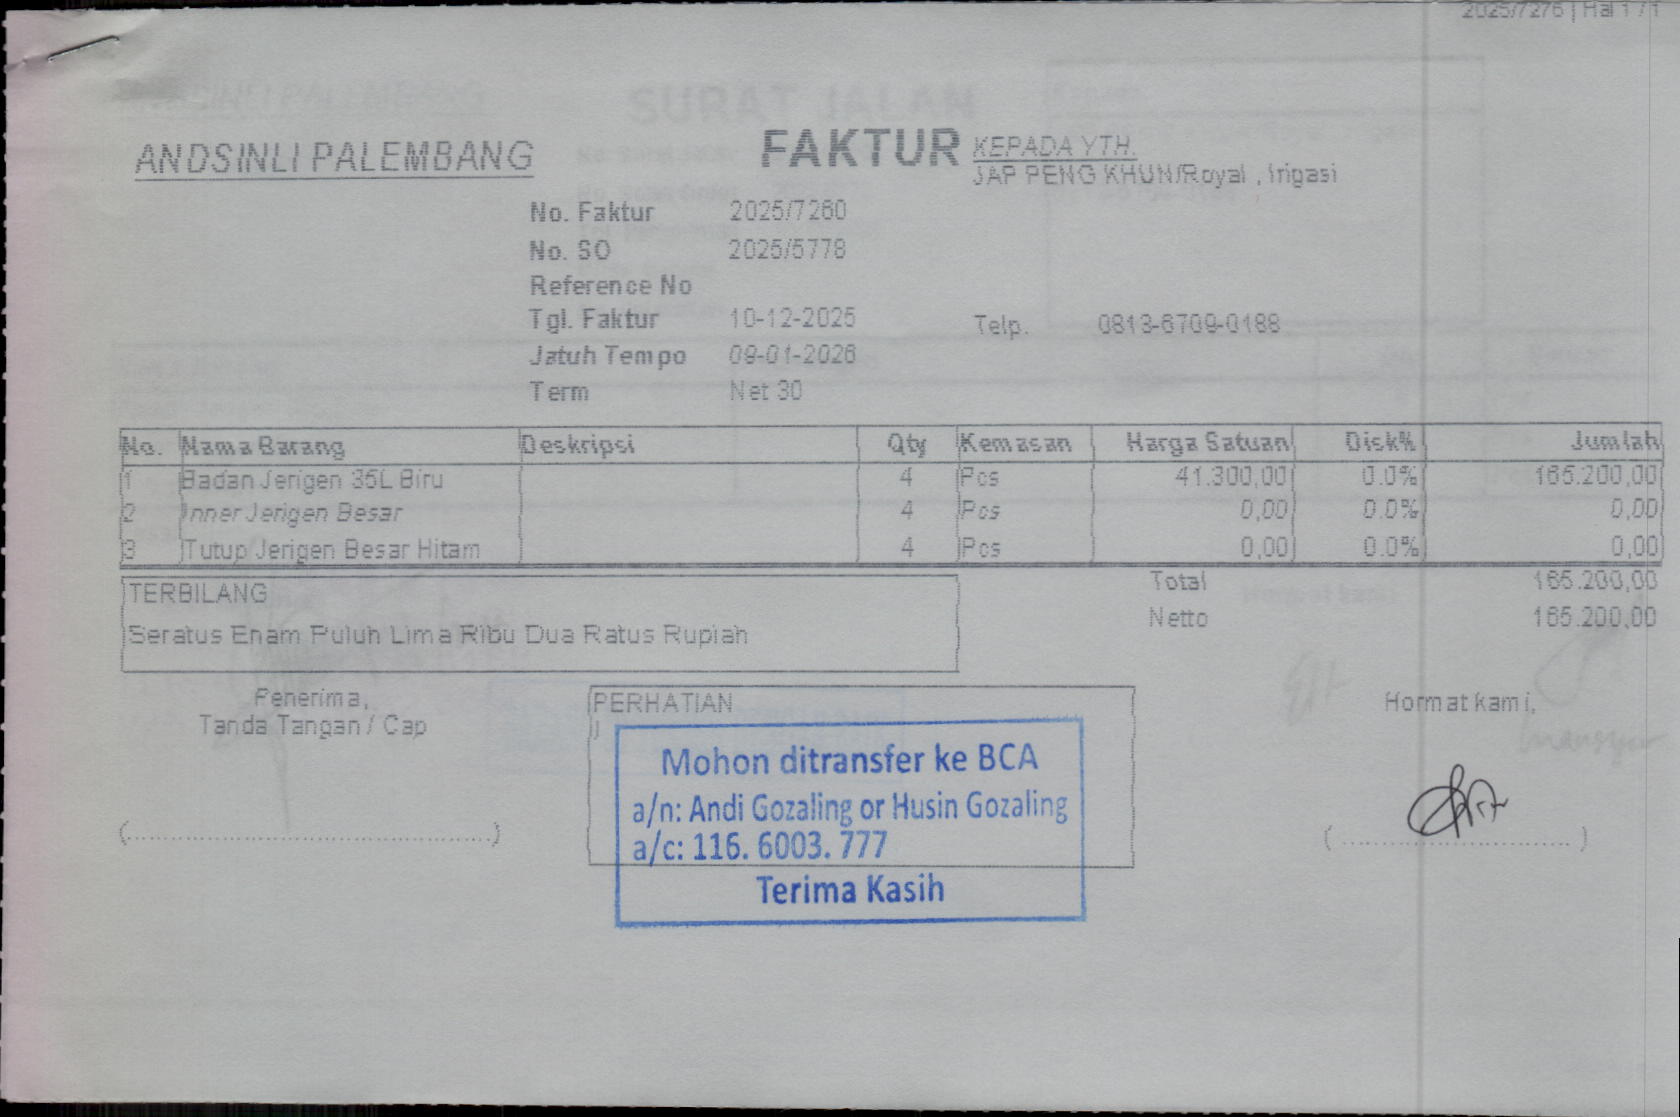 2025/7276 | Hal 1 / 1
ANDSINLI PALEMBANG
FAKTUR
KEPADA YTH.
JAP PENG KHUN/Royal , Irigasi
No. Faktur 2025/7260
No. SO 2025/5778
Reference No
Tgl. Faktur 10-12-2025
Telp. 0813-6709-0188
Jatuh Tempo 09-01-2026
Term Net 30
No. Nama Barang Deskripsi Qty Kemasan Harga Satuan Disk% Jumlah
1 Badan Jerigen 35L Biru 4 Pcs 41.300,00 0.0% 165.200,00
2 Inner Jerigen Besar 4 Pcs 0,00 0.0% 0,00
3 Tutup Jerigen Besar Hitam 4 Pcs 0,00 0.0% 0,00
Total 165.200,00
Netto 165.200,00
TERBILANG
Seratus Enam Puluh Lima Ribu Dua Ratus Rupiah
Penerima,
Tanda Tangan / Cap
(..................................................)
PERHATIAN
Mohon ditransfer ke BCA
a/n: Andi Gozaling or Husin Gozaling
a/c: 116. 6003. 777
Terima Kasih
Hormat kami,
( ................................ )
SURAT JALAN